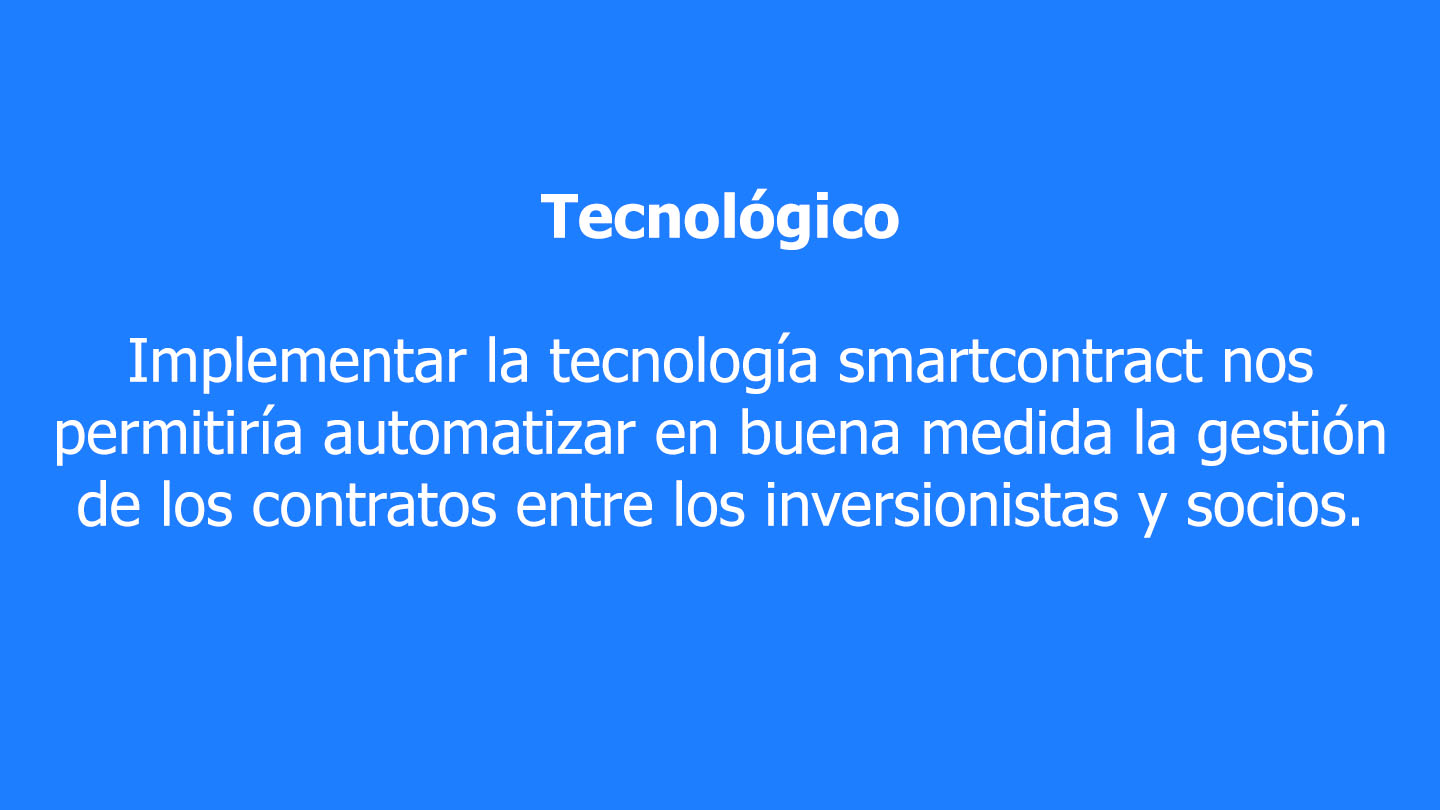 Tecnológico
Implementar la tecnología smartcontract nos
permitiría automatizar en buena medida la gestión
de los contratos entre los inversionistas y socios.